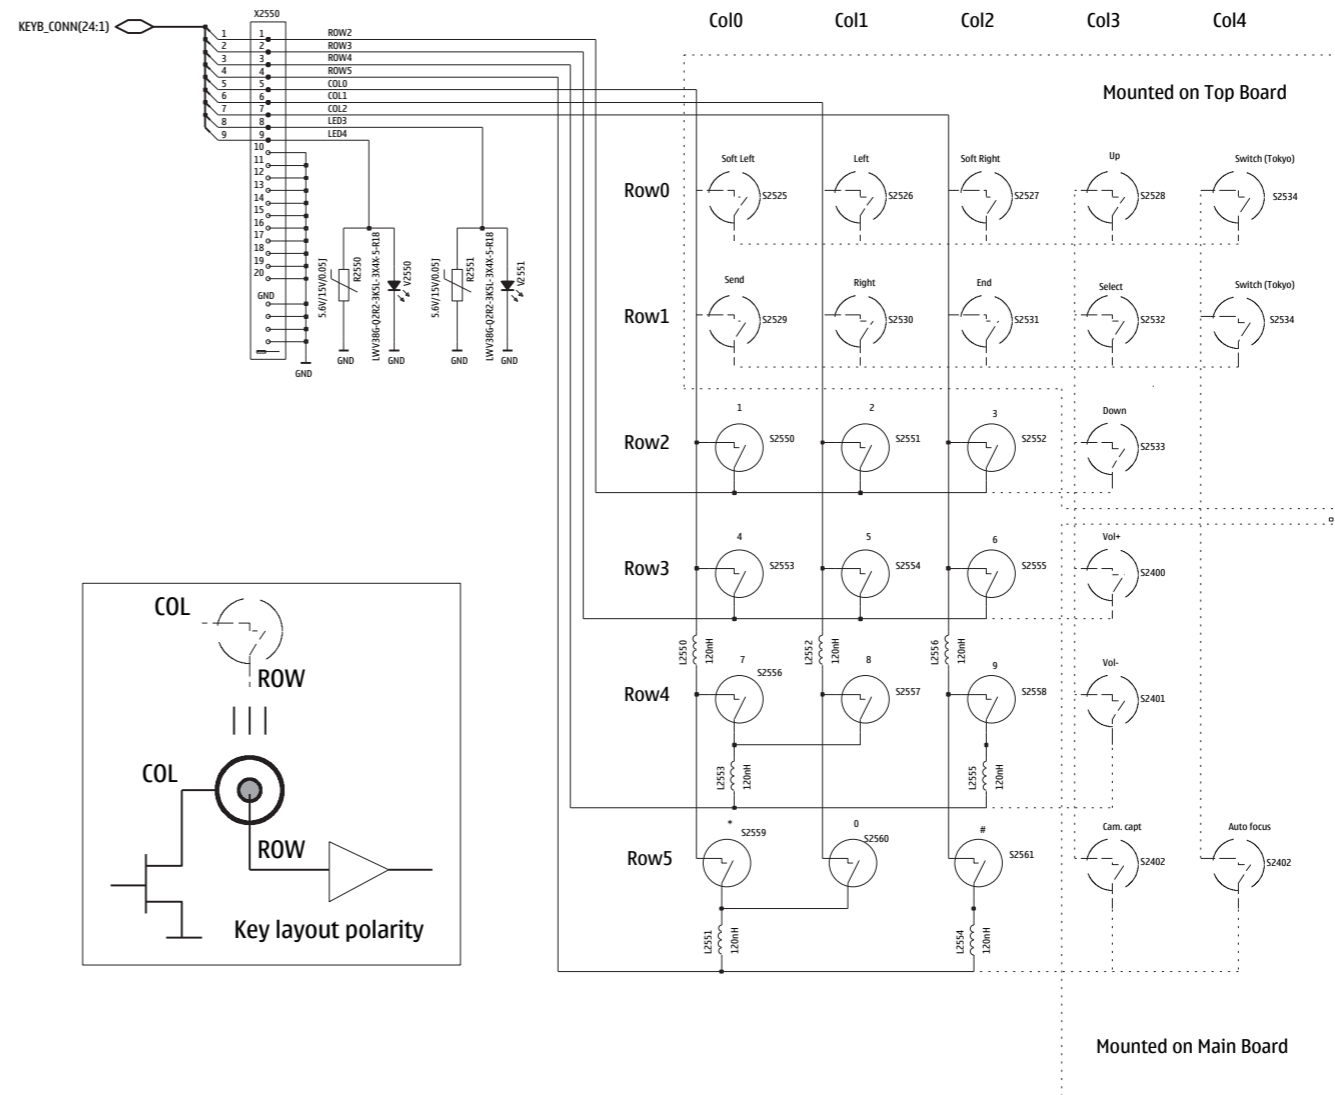 Col0 Col1 Col2 Col3 Col4
X2550
KEYB_CONN(24:1)
1 1 ROW2
2 2 ROW3
3 3 ROW4
4 4 ROW5
5 5 COL0
6 6 COL1
7 7 COL2
8 8 LED3
9 9 LED4
10
11
12
13
14
15
16
17
18
19
20
GND
GND
5.6V/15V/0.05J
R2550
LWV38G-Q2R2-3K5L-3X4X-5-R18
V2550
GND
GND
5.6V/15V/0.05J
R2551
LWV38G-Q2R2-3K5L-3X4X-5-R18
V2551
GND
GND
Mounted on Top Board
Soft Left Left Soft Right Up Switch (Tokyo)
Row0 S2525 S2526 S2527 S2528 S2534
Send Right End Select Switch (Tokyo)
Row1 S2529 S2530 S2531 S2532 S2534
1 2 3 Down
Row2 S2550 S2551 S2552 S2533
4 5 6 Vol+
Row3 S2553 S2554 S2555 S2400
L2550 120nH L2552 120nH L2556 120nH
7 8 9 Vol-
Row4 S2556 S2557 S2558 S2401
L2553 120nH L2555 120nH
* 0 # Cam. capt Auto focus
Row5 S2559 S2560 S2561 S2402 S2402
L2551 120nH L2554 120nH
COL
ROW
COL
ROW
Key layout polarity
Mounted on Main Board